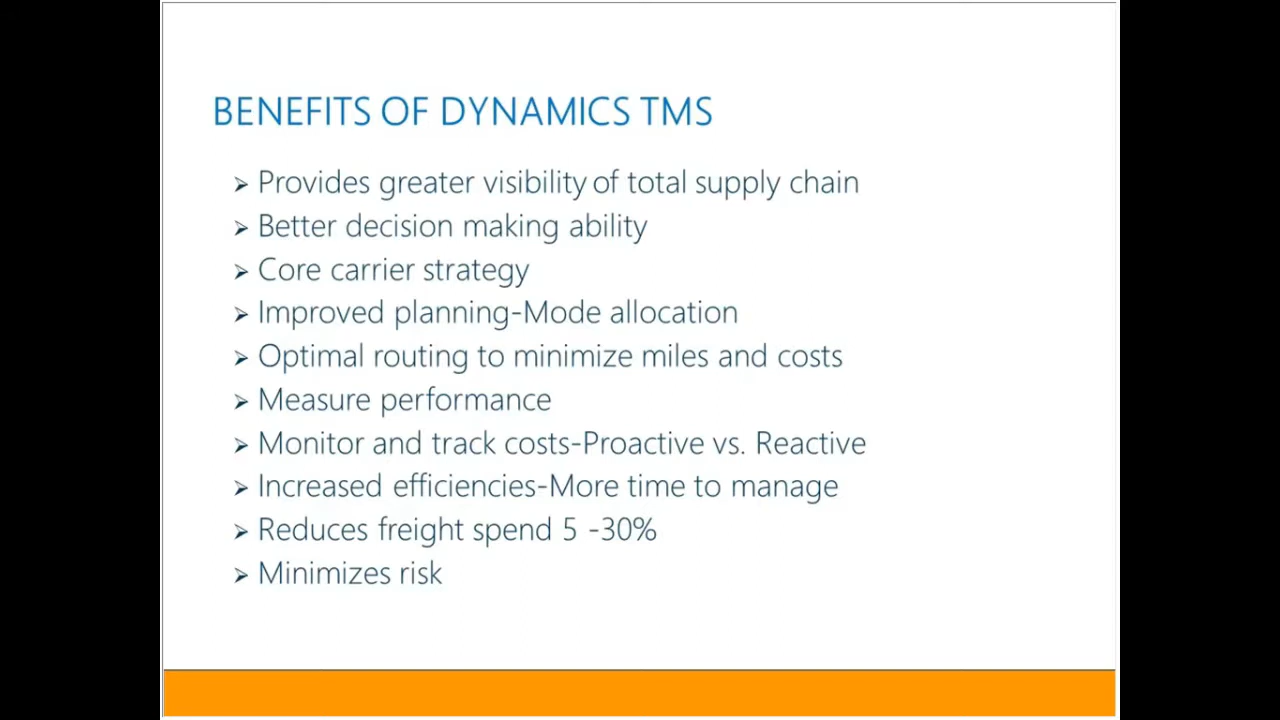 BENEFITS OF DYNAMICS TMS
➢ Provides greater visibility of total supply chain
➢ Better decision making ability
➢ Core carrier strategy
➢ Improved planning-Mode allocation
➢ Optimal routing to minimize miles and costs
➢ Measure performance
➢ Monitor and track costs-Proactive vs. Reactive
➢ Increased efficiencies-More time to manage
➢ Reduces freight spend 5 -30%
➢ Minimizes risk